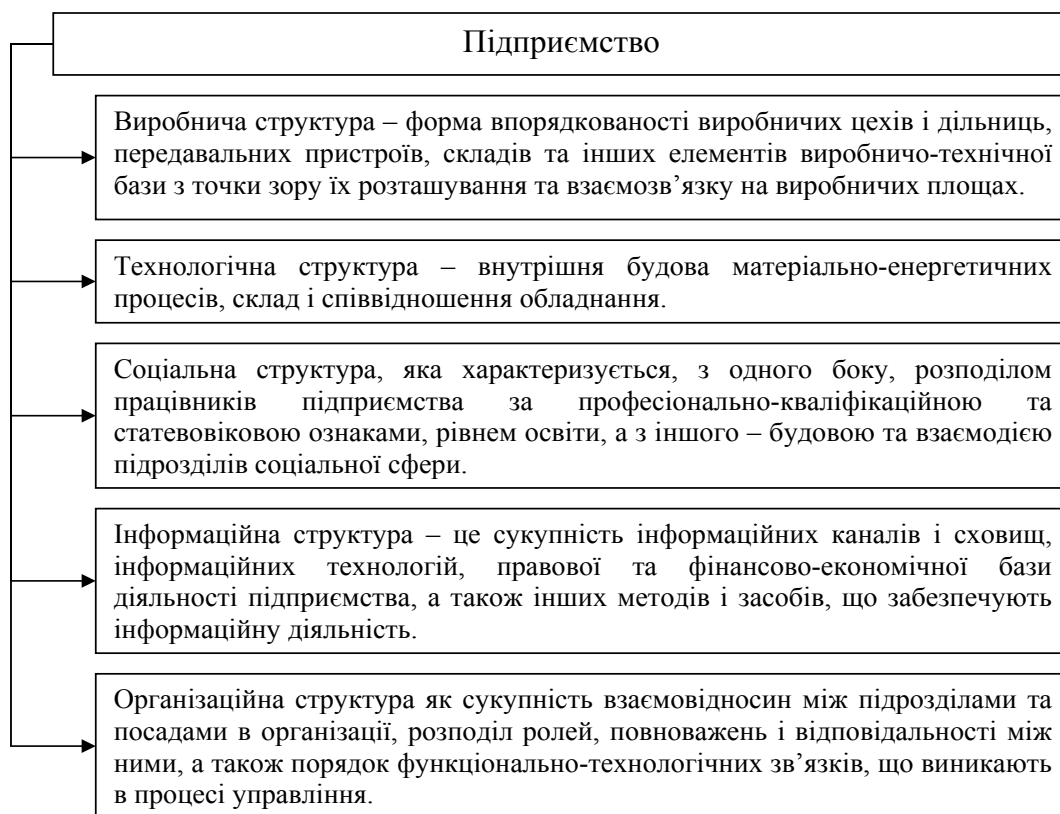 Підприємство
Виробнича структура – форма впорядкованості виробничих цехів і дільниць,
передавальних пристроїв, складів та інших елементів виробничо-технічної
бази з точки зору їх розташування та взаємозв’язку на виробничих площах.
Технологічна структура – внутрішня будова матеріально-енергетичних
процесів, склад і співвідношення обладнання.
Соціальна структура, яка характеризується, з одного боку, розподілом
працівників підприємства за професіонально-кваліфікаційною та
статевовіковою ознаками, рівнем освіти, а з іншого – будовою та взаємодією
підрозділів соціальної сфери.
Інформаційна структура – це сукупність інформаційних каналів і сховищ,
інформаційних технологій, правової та фінансово-економічної бази
діяльності підприємства, а також інших методів і засобів, що забезпечують
інформаційну діяльність.
Організаційна структура як сукупність взаємовідносин між підрозділами та
посадами в організації, розподіл ролей, повноважень і відповідальності між
ними, а також порядок функціонально-технологічних зв’язків, що виникають
в процесі управління.